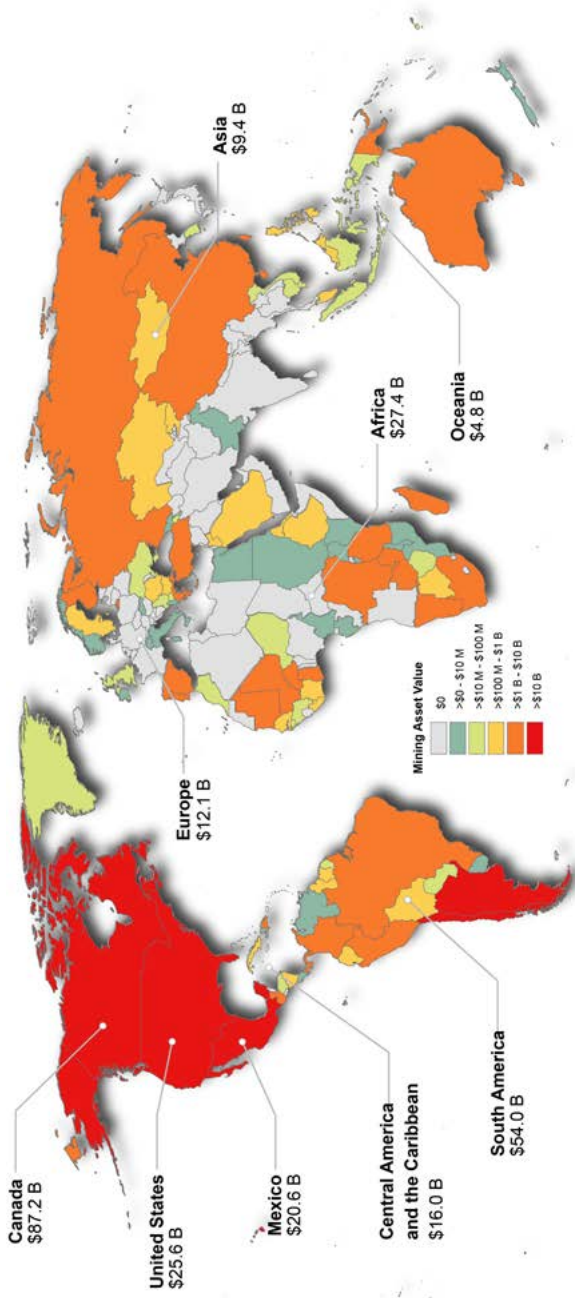 Canada
$87.2 B
United States
$25.6 B
Mexico
$20.6 B
Central America
and the Caribbean
$16.0 B
South America
$54.0 B
Europe
$12.1 B
Africa
$27.4 B
Asia
$9.4 B
Oceania
$4.8 B
Mining Asset Value
$0
>$0 - $10 M
>$10 M - $100 M
>$100 M - $1 B
>$1 B - $10 B
>$10 B